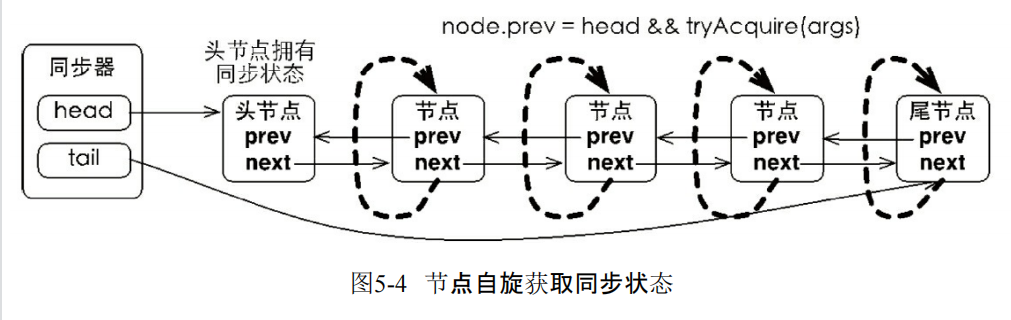 node.prev = head && tryAcquire(args)
头节点拥有
同步状态
同步器
head
tail
头节点
prev
next
节点
prev
next
节点
prev
next
节点
prev
next
尾节点
prev
next
图5-4 节点自旋获取同步状态